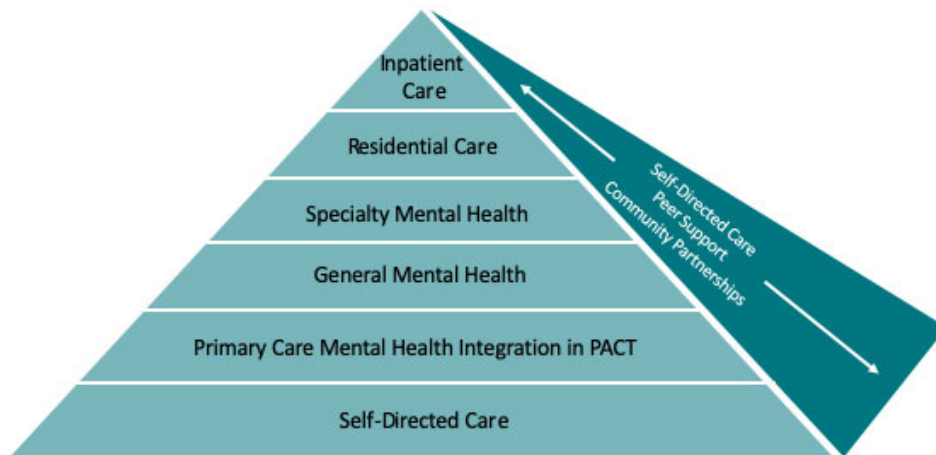 Inpatient
Care
Residential Care
Specialty Mental Health
General Mental Health
Primary Care Mental Health Integration in PACT
Self-Directed Care
Self-Directed Care
Peer Support
Community Partnerships